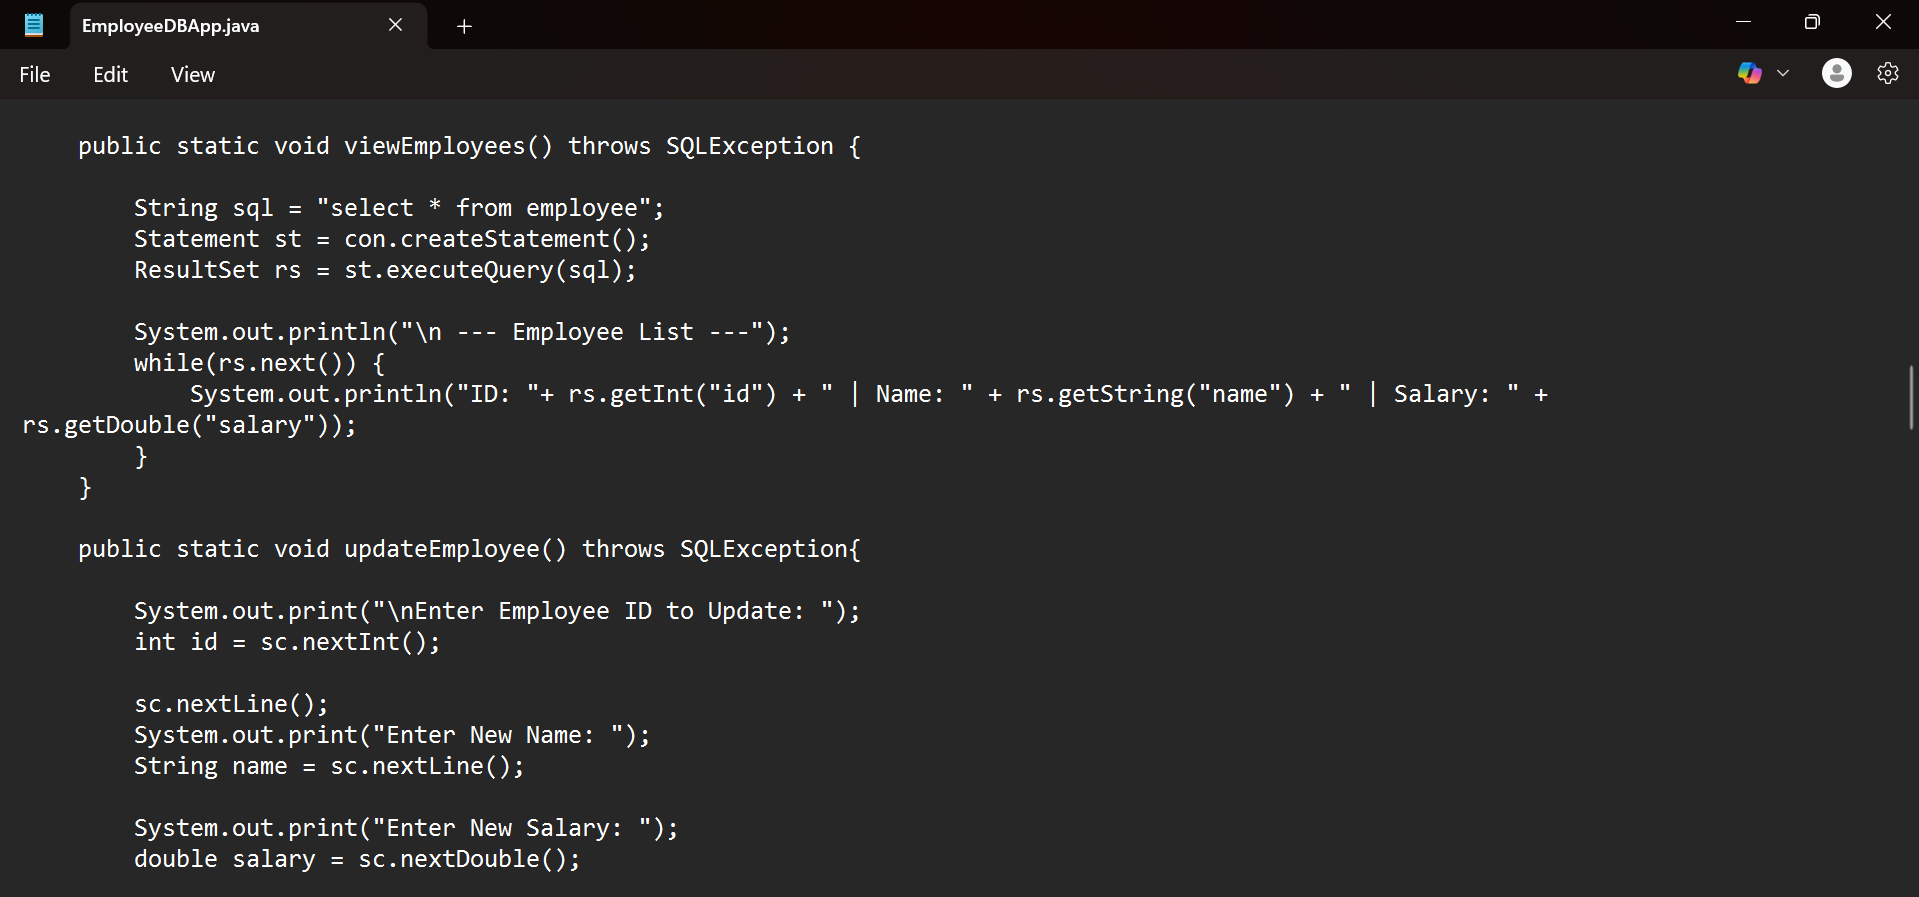 EmployeeDBApp.java
File Edit View
public static void viewEmployees() throws SQLException {
String sql = "select * from employee";
Statement st = con.createStatement();
ResultSet rs = st.executeQuery(sql);
System.out.println("\n --- Employee List ---");
while(rs.next()) {
System.out.println("ID: "+ rs.getInt("id") + " | Name: " + rs.getString("name") + " | Salary: " +
rs.getDouble("salary"));
}
}
public static void updateEmployee() throws SQLException{
System.out.print("\nEnter Employee ID to Update: ");
int id = sc.nextInt();
sc.nextLine();
System.out.print("Enter New Name: ");
String name = sc.nextLine();
System.out.print("Enter New Salary: ");
double salary = sc.nextDouble();